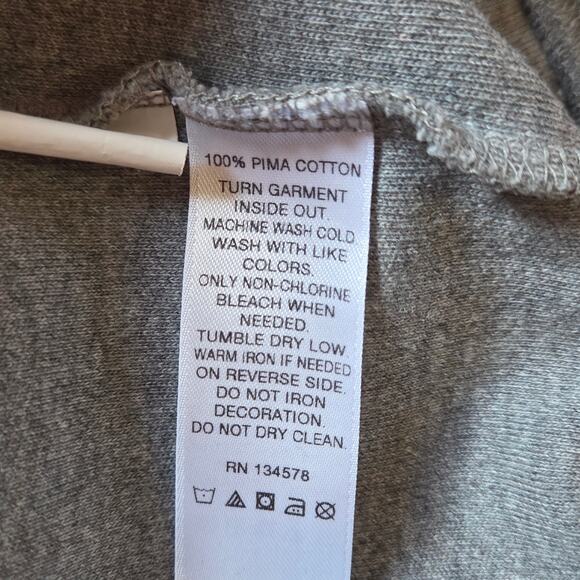 100% PIMA COTTON
TURN GARMENT
INSIDE OUT.
MACHINE WASH COLD
WASH WITH LIKE
COLORS.
ONLY NON-CHLORINE
BLEACH WHEN
NEEDED.
TUMBLE DRY LOW.
WARM IRON IF NEEDED
ON REVERSE SIDE.
DO NOT IRON
DECORATION.
DO NOT DRY CLEAN.
RN 134578